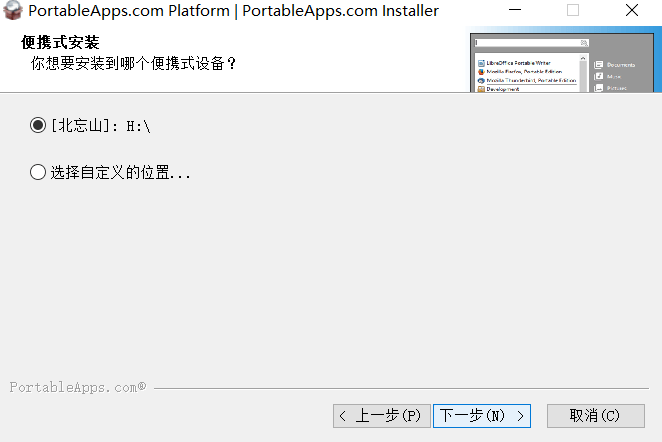 PortableApps.com Platform | PortableApps.com Installer
便携式安装
你想要安装到哪个便携式设备？
LibreOffice Portable Writer
Mozilla Firefox, Portable Edition
Mozilla Thunderbird, Portable Edition
Development
Documents
Music
Pictures
[北忘山]: H:\
选择自定义的位置...
PortableApps.com®
< 上一步(P)
下一步(N) >
取消(C)